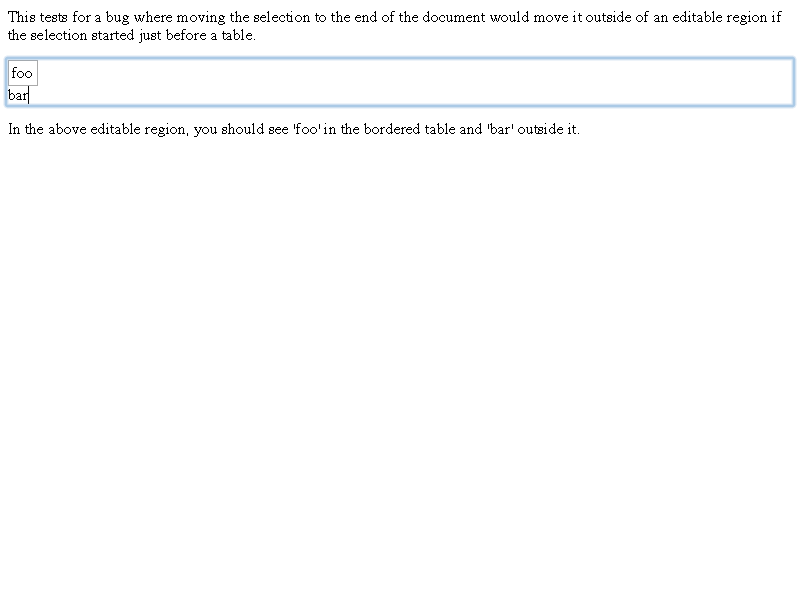 This tests for a bug where moving the selection to the end of the document would move it outside of an editable region if
the selection started just before a table.
foo
bar
In the above editable region, you should see 'foo' in the bordered table and 'bar' outside it.